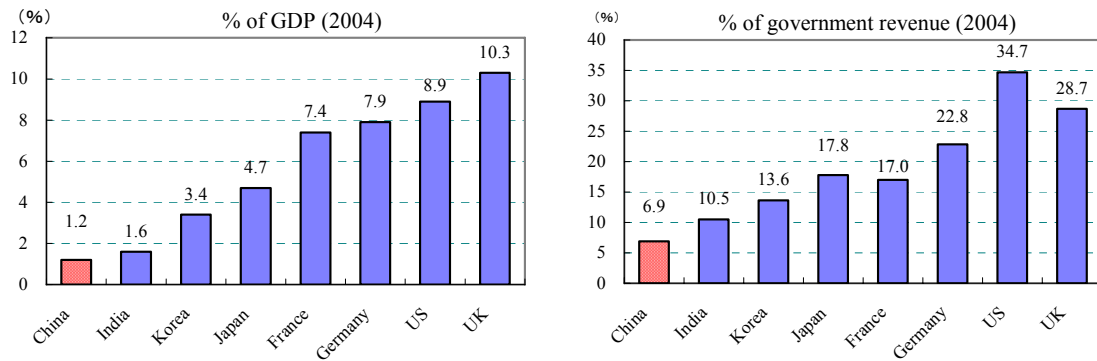 % of GDP (2004)
(%)
12
10
8
6
4
2
0
1.2
1.6
3.4
4.7
7.4
7.9
8.9
10.3
China
India
Korea
Japan
France
Germany
US
UK
% of government revenue (2004)
(%)
40
35
30
25
20
15
10
5
0
6.9
10.5
13.6
17.8
17.0
22.8
34.7
28.7
China
India
Korea
Japan
France
Germany
US
UK